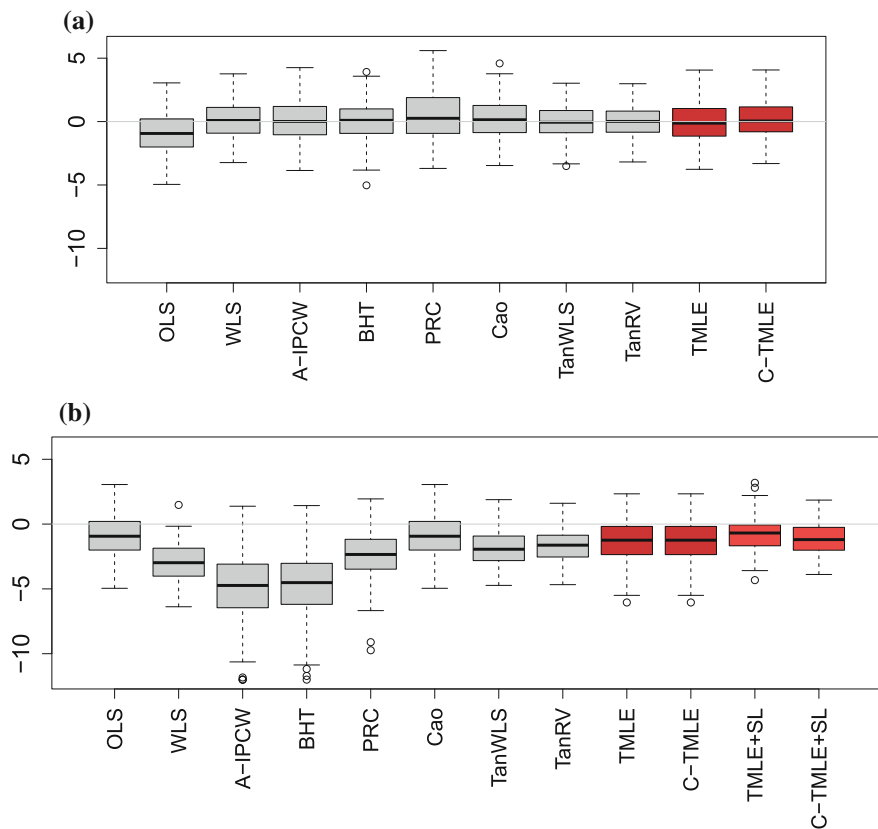 (a)
5
0
−5
−10
OLS
WLS
A−IPCW
BHT
PRC
Cao
TanWLS
TanRV
TMLE
C−TMLE
(b)
5
0
−5
−10
OLS
WLS
A−IPCW
BHT
PRC
Cao
TanWLS
TanRV
TMLE
C−TMLE
TMLE+SL
C−TMLE+SL